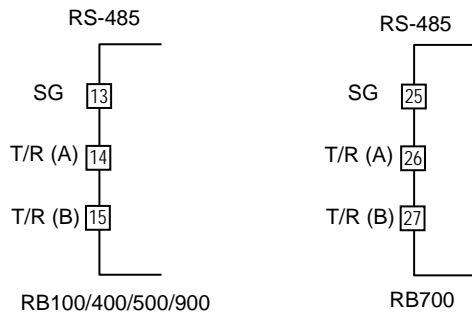 RS-485
SG 13
T/R (A) 14
T/R (B) 15
RB100/400/500/900
RS-485
SG 25
T/R (A) 26
T/R (B) 27
RB700